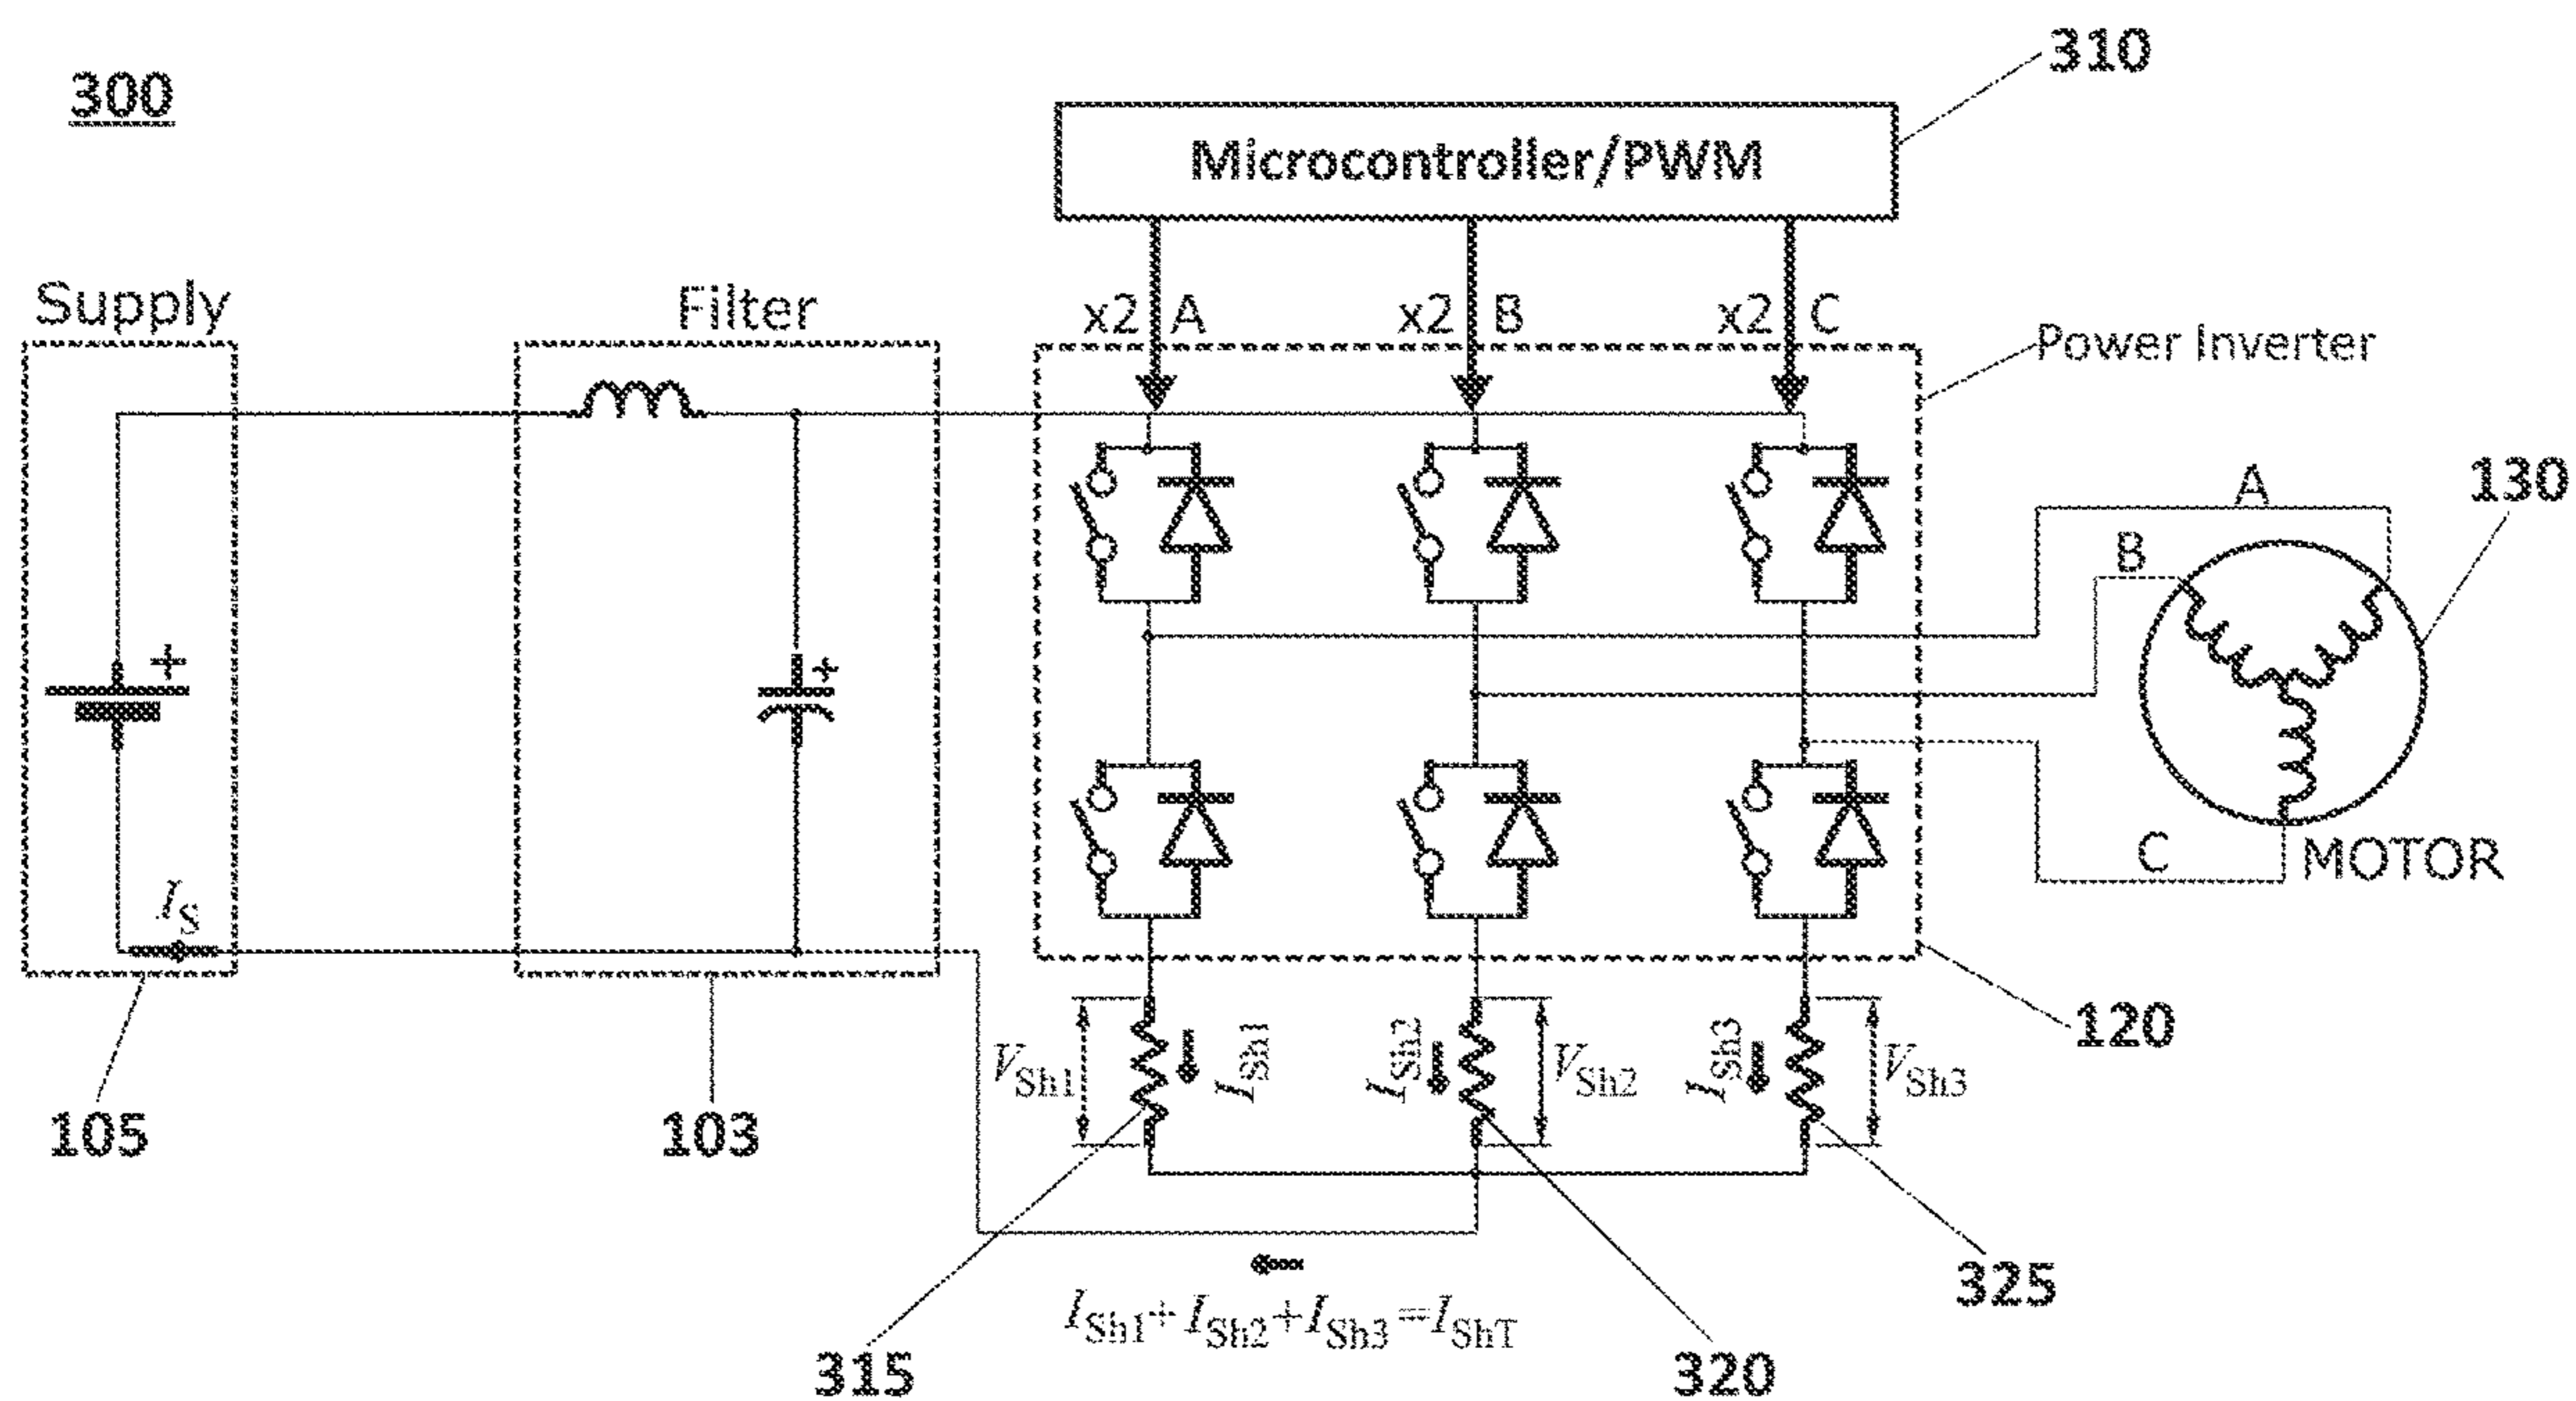 300
310
Microcontroller/PWM
Supply
Filter
x2 A
x2 B
x2 C
Power Inverter
A
130
B
+
+
C
MOTOR
I_S
120
V_Sh1
I_Sh1
I_Sh2
V_Sh2
I_Sh3
V_Sh3
105
103
325
I_Sh1+I_Sh2+I_Sh3=I_ShT
315
320